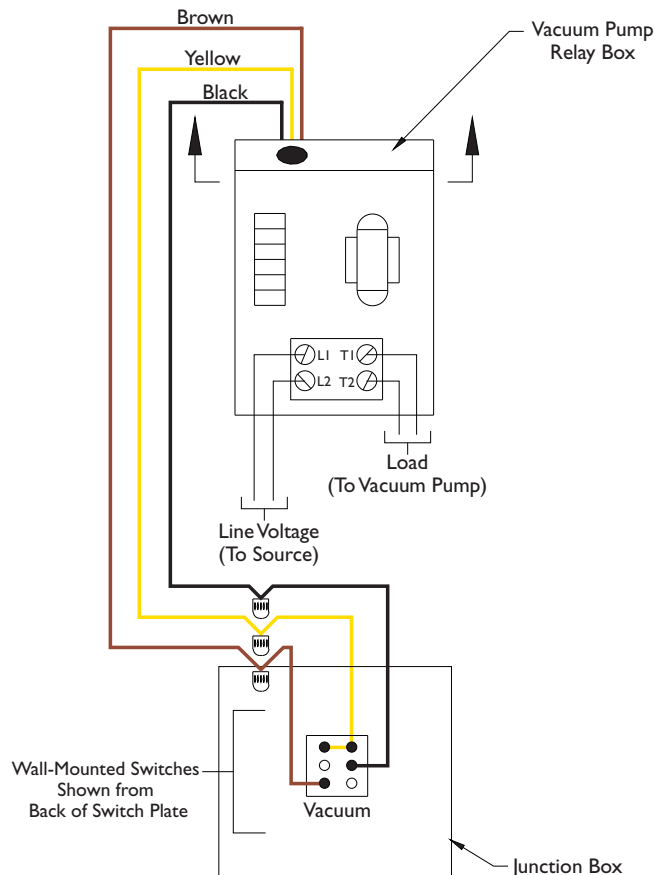 Brown
Yellow
Black
Vacuum Pump
Relay Box
L1 T1
L2 T2
Load
(To Vacuum Pump)
Line Voltage
(To Source)
Wall-Mounted Switches
Shown from
Back of Switch Plate
Vacuum
Junction Box